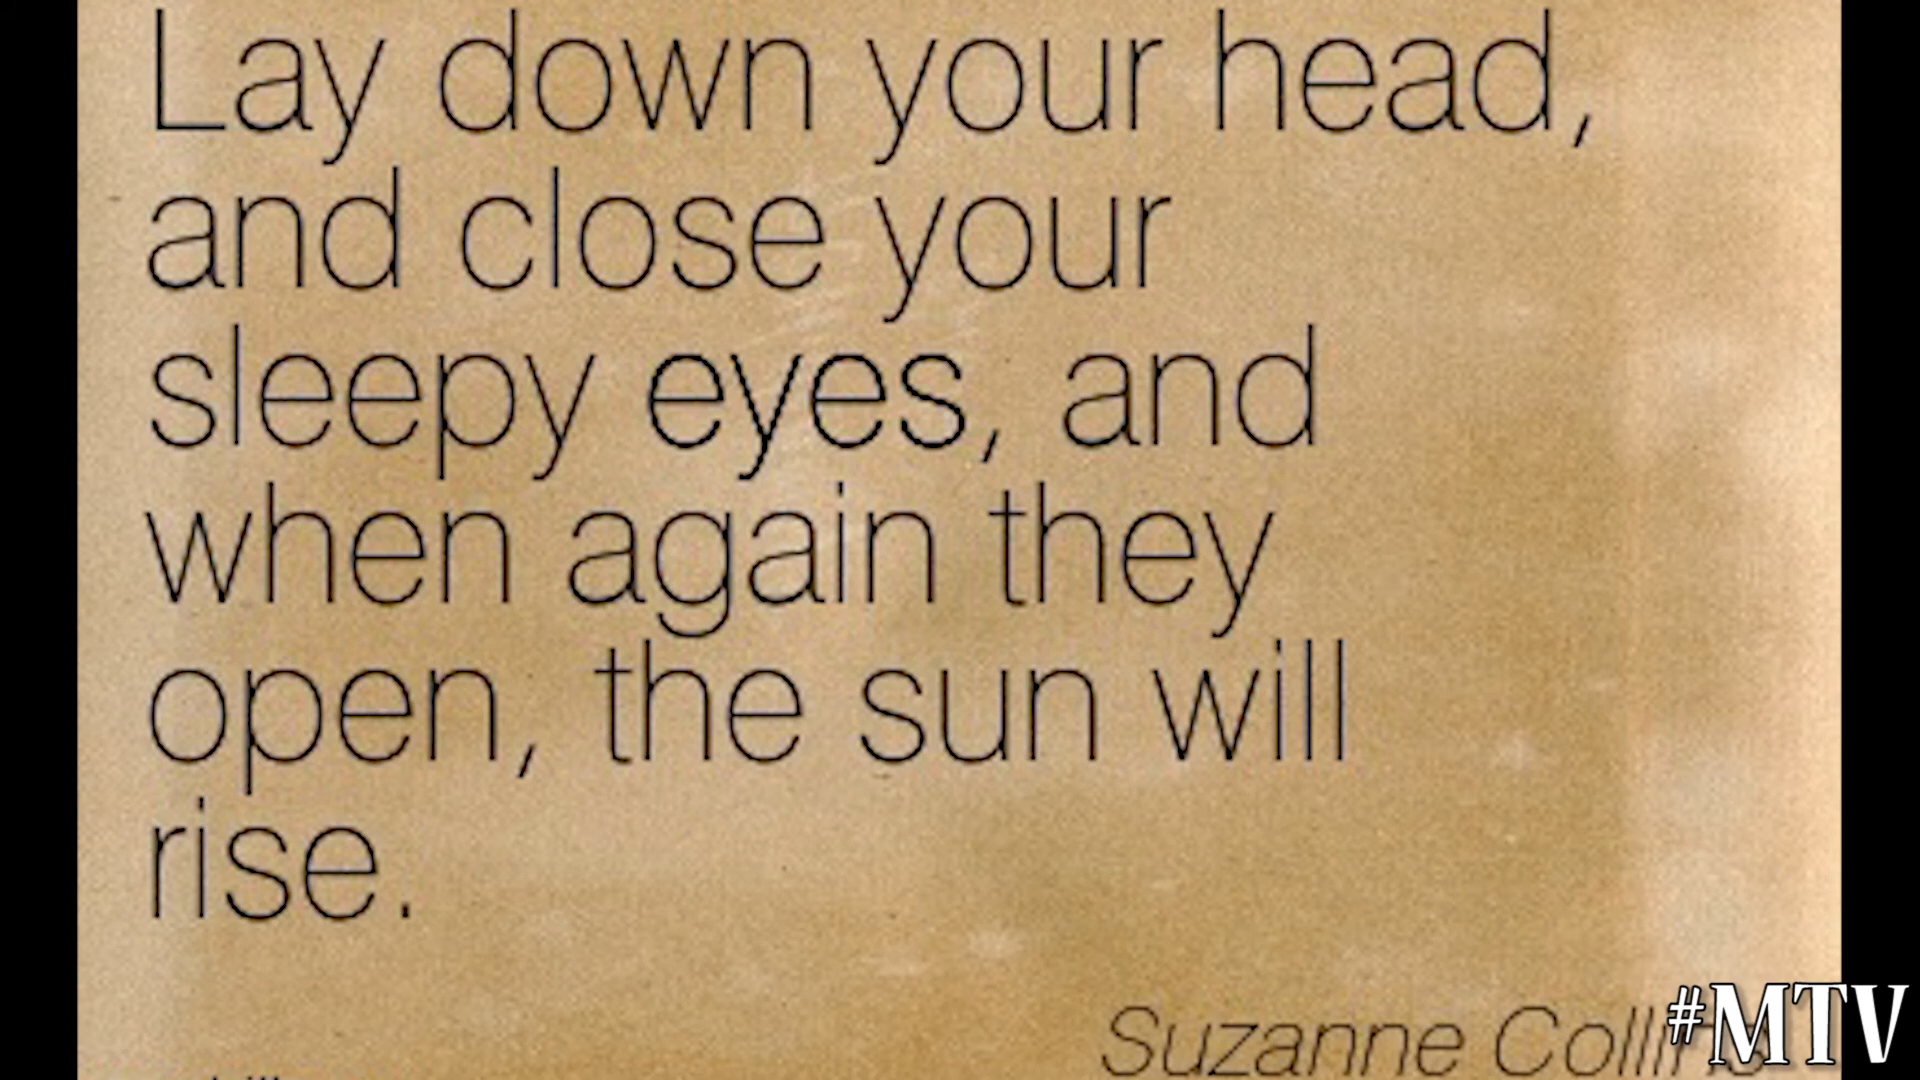 Lay down your head,
and close your
sleepy eyes, and
when again they
open, the sun will
rise.
Suzanne Collins
#MTV